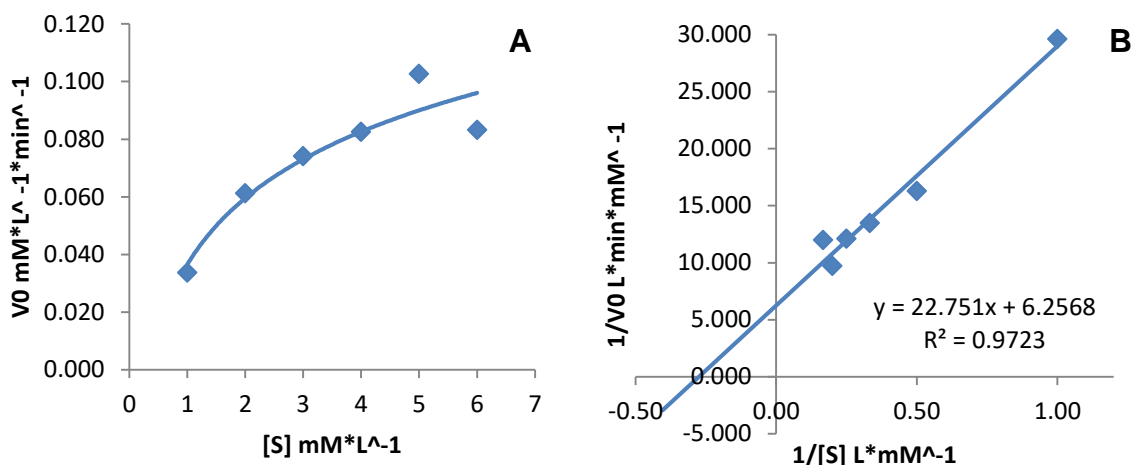 A
V0 mM*L^ -1*min^ -1
0.120
0.100
0.080
0.060
0.040
0.020
0.000
0 1 2 3 4 5 6 7
[S] mM*L^-1
B
1/V0 L*min*mM^ -1
30.000
25.000
20.000
15.000
10.000
5.000
0.000
-5.000
y = 22.751x + 6.2568
R² = 0.9723
-0.50 0.00 0.50 1.00
1/[S] L*mM^-1